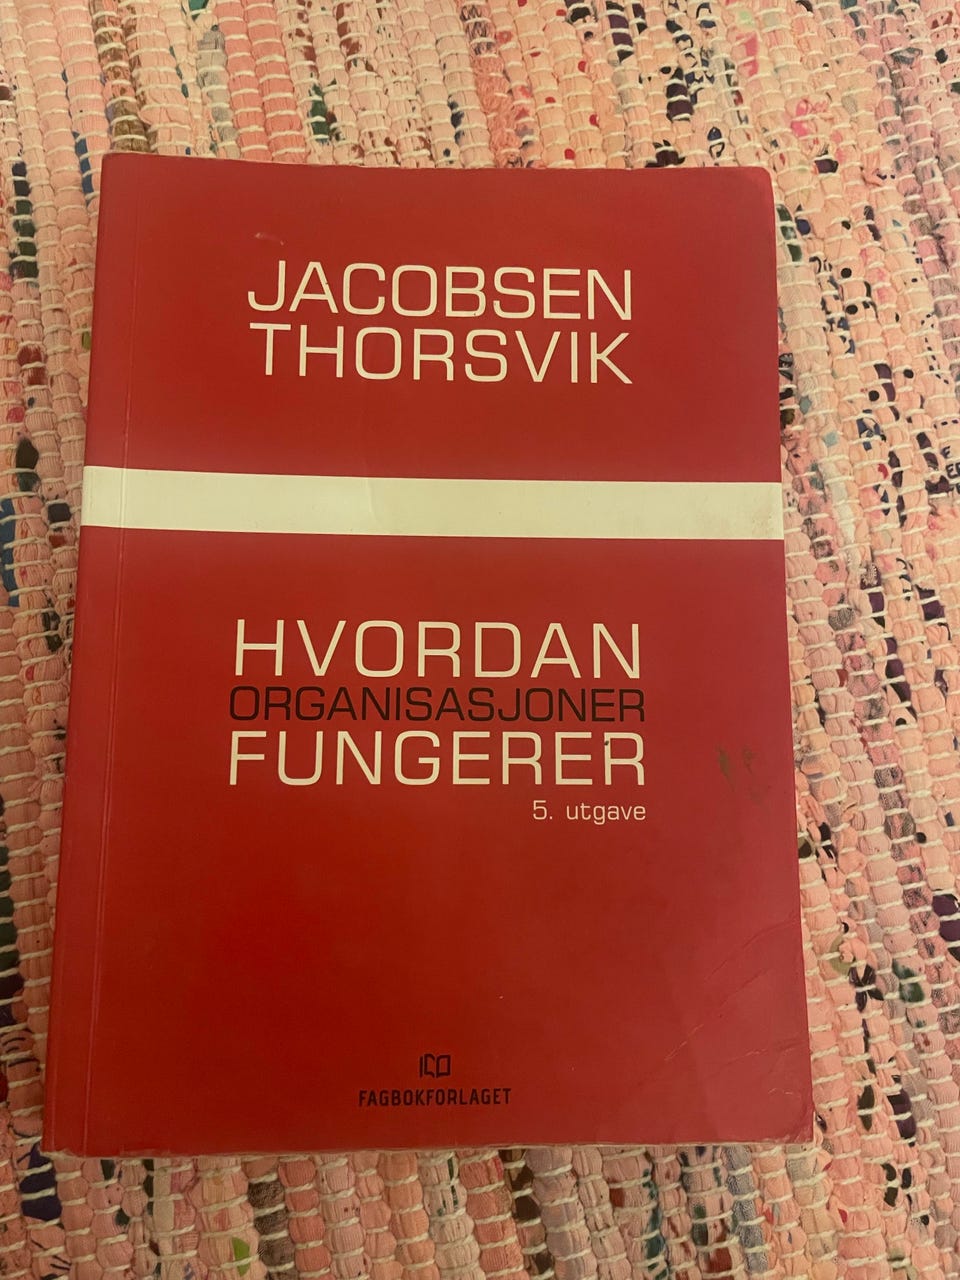 JACOBSEN
THORSVIK
HVORDAN
ORGANISASJONER
FUNGERER
5. utgave
FAGBOKFORLAGET